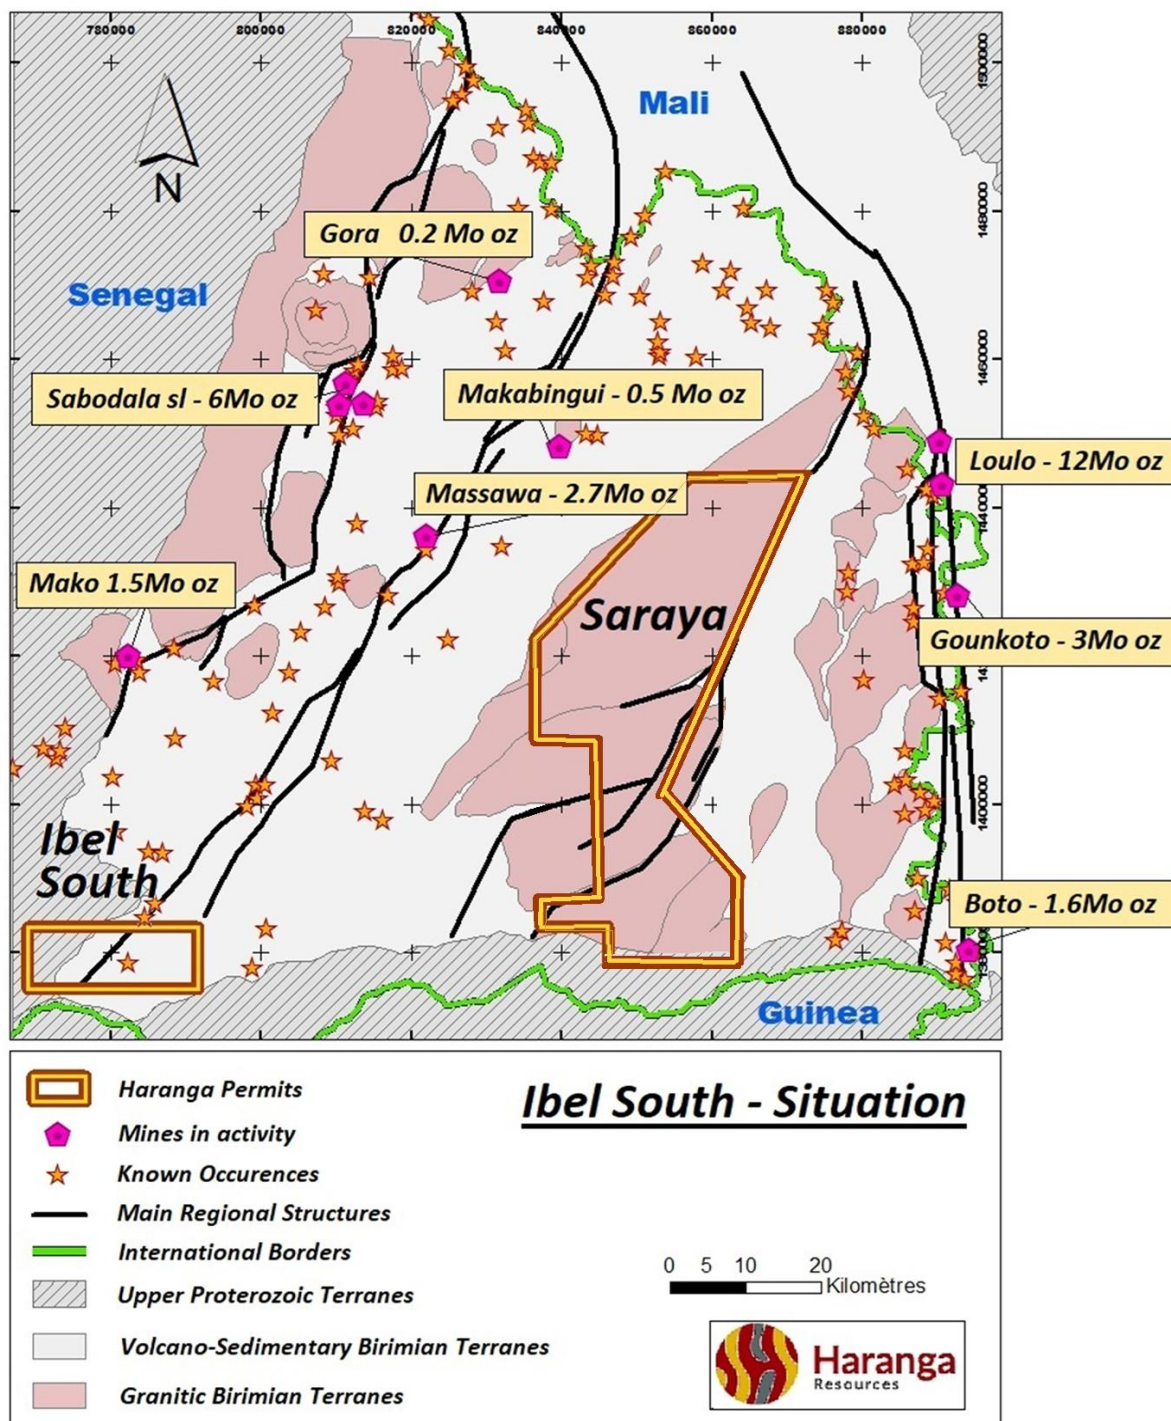 780000 800000 820000 840000 860000 880000
1500000
Mali
N
1480000
Gora 0.2 Mo oz
Senegal
1460000
Sabodala sl - 6Mo oz
Makabingui - 0.5 Mo oz
Loulo - 12Mo oz
Massawa - 2.7Mo oz
1440000
Mako 1.5Mo oz
Saraya
Gounkoto - 3Mo oz
1400000
Ibel
South
Boto - 1.6Mo oz
Guinea
Haranga Permits
Ibel South - Situation
Mines in activity
Known Occurences
Main Regional Structures
International Borders
0 5 10 20
Kilomètres
Upper Proterozoic Terranes
Volcano-Sedimentary Birimian Terranes
Granitic Birimian Terranes
Haranga
Resources